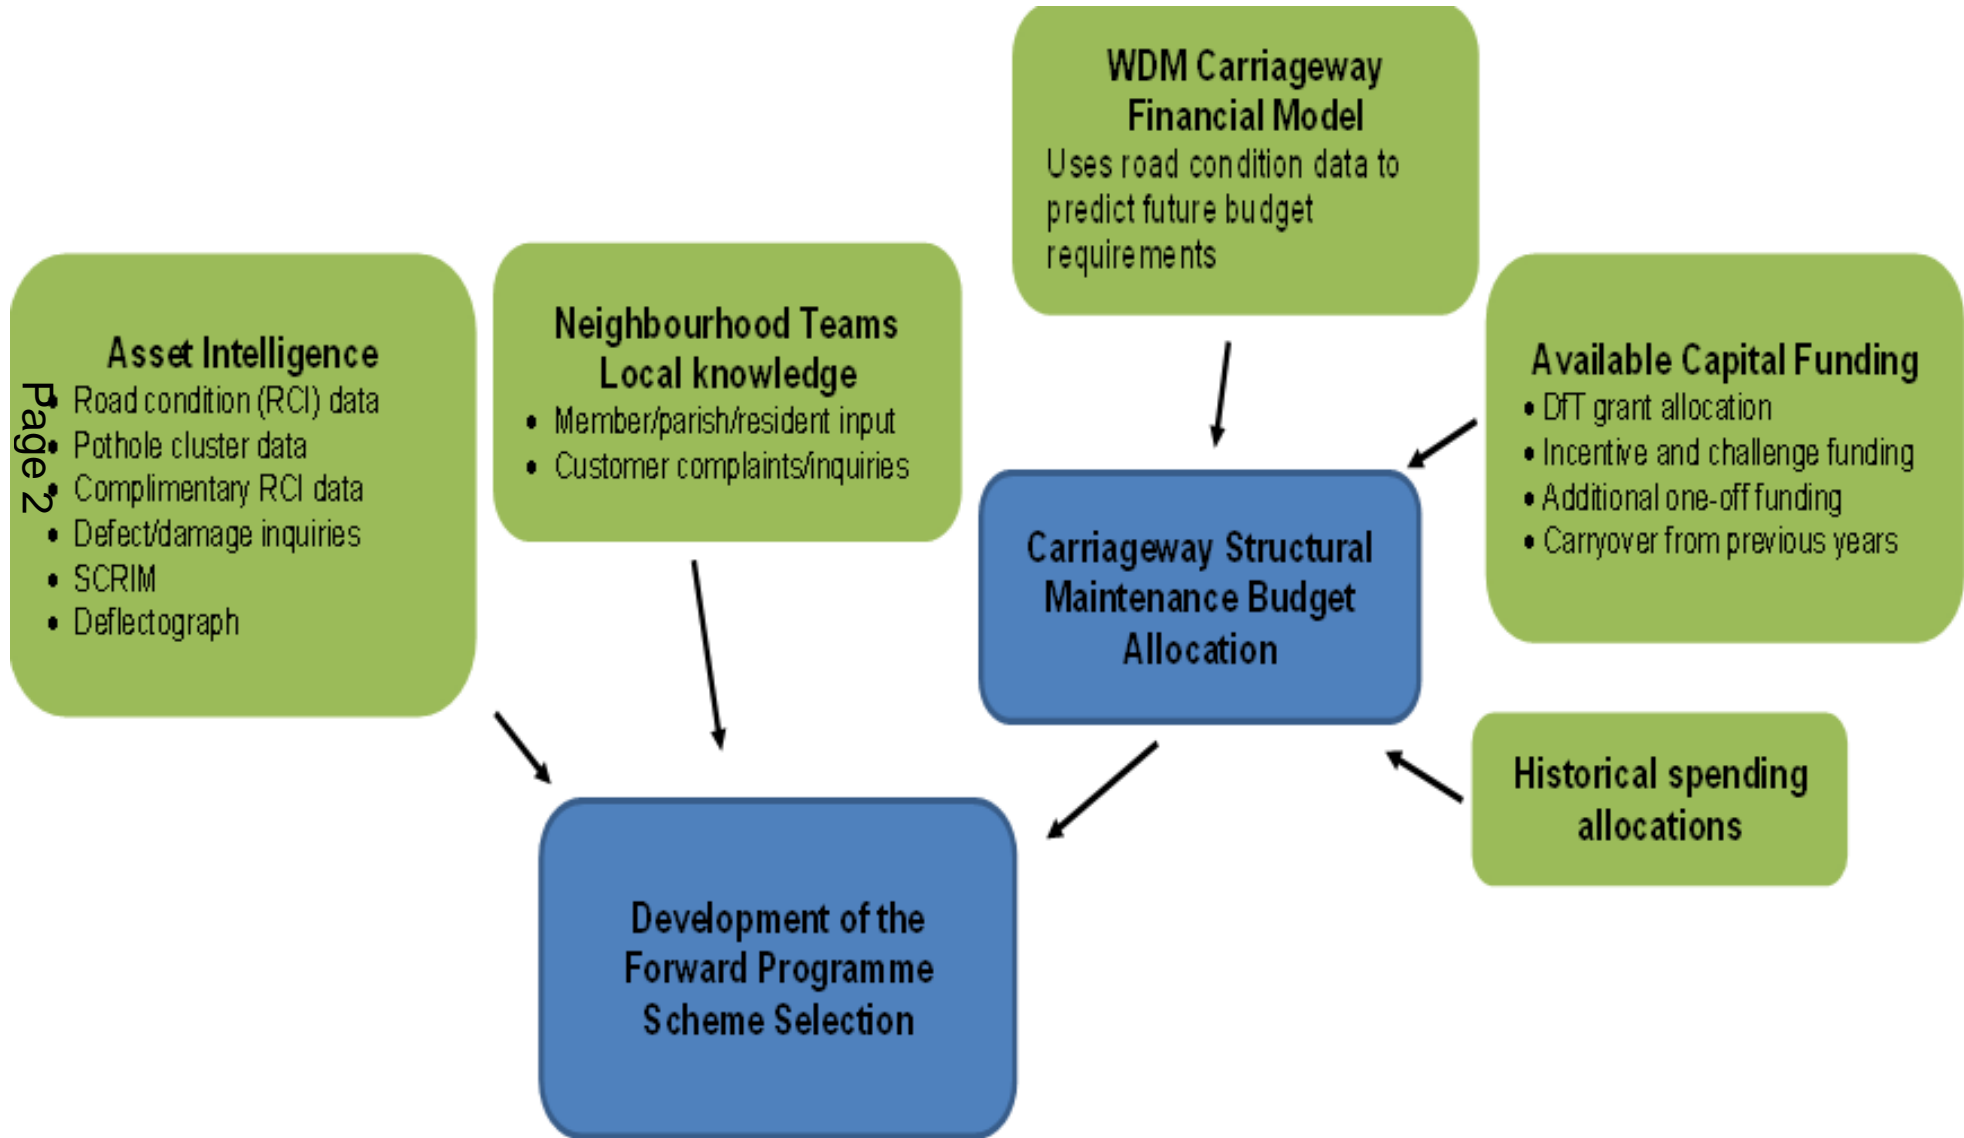 WDM Carriageway
Financial Model
Uses road condition data to
predict future budget
requirements
Asset Intelligence
• Road condition (RCI) data
• Pothole cluster data
• Complimentary RCI data
• Defect/damage inquiries
• SCRIM
• Deflectograph
Page 2
Neighbourhood Teams
Local knowledge
• Member/parish/resident input
• Customer complaints/inquiries
Available Capital Funding
• DfT grant allocation
• Incentive and challenge funding
• Additional one-off funding
• Carryover from previous years
Carriageway Structural
Maintenance Budget
Allocation
Historical spending
allocations
Development of the
Forward Programme
Scheme Selection